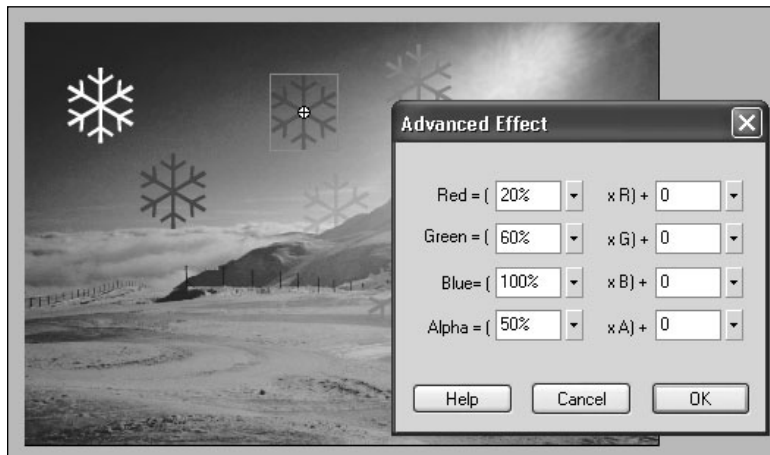 Advanced Effect
Red = ( 20% x R) + 0
Green = ( 60% x G) + 0
Blue= ( 100% x B) + 0
Alpha = ( 50% x A) + 0
Help Cancel OK